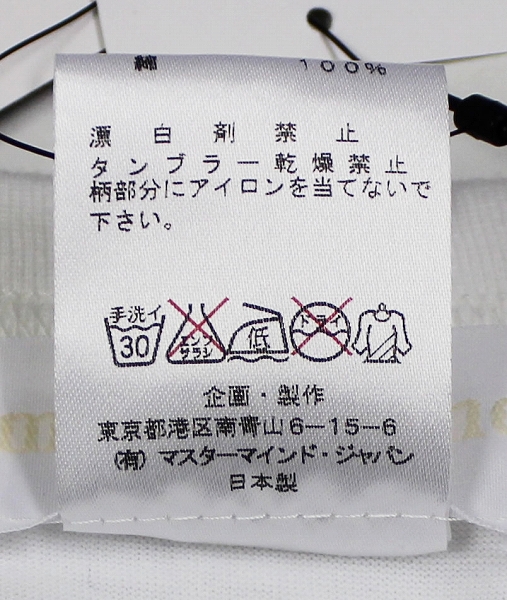 綿 100%
漂白剤禁止
タンブラー乾燥禁止
柄部分にアイロンを当てないで
下さい。
手洗イ 30 エンソ サラシ 低 ドライ
企画・製作
東京都港区南青山6-15-6
(有)マスターマインド・ジャパン
日本製